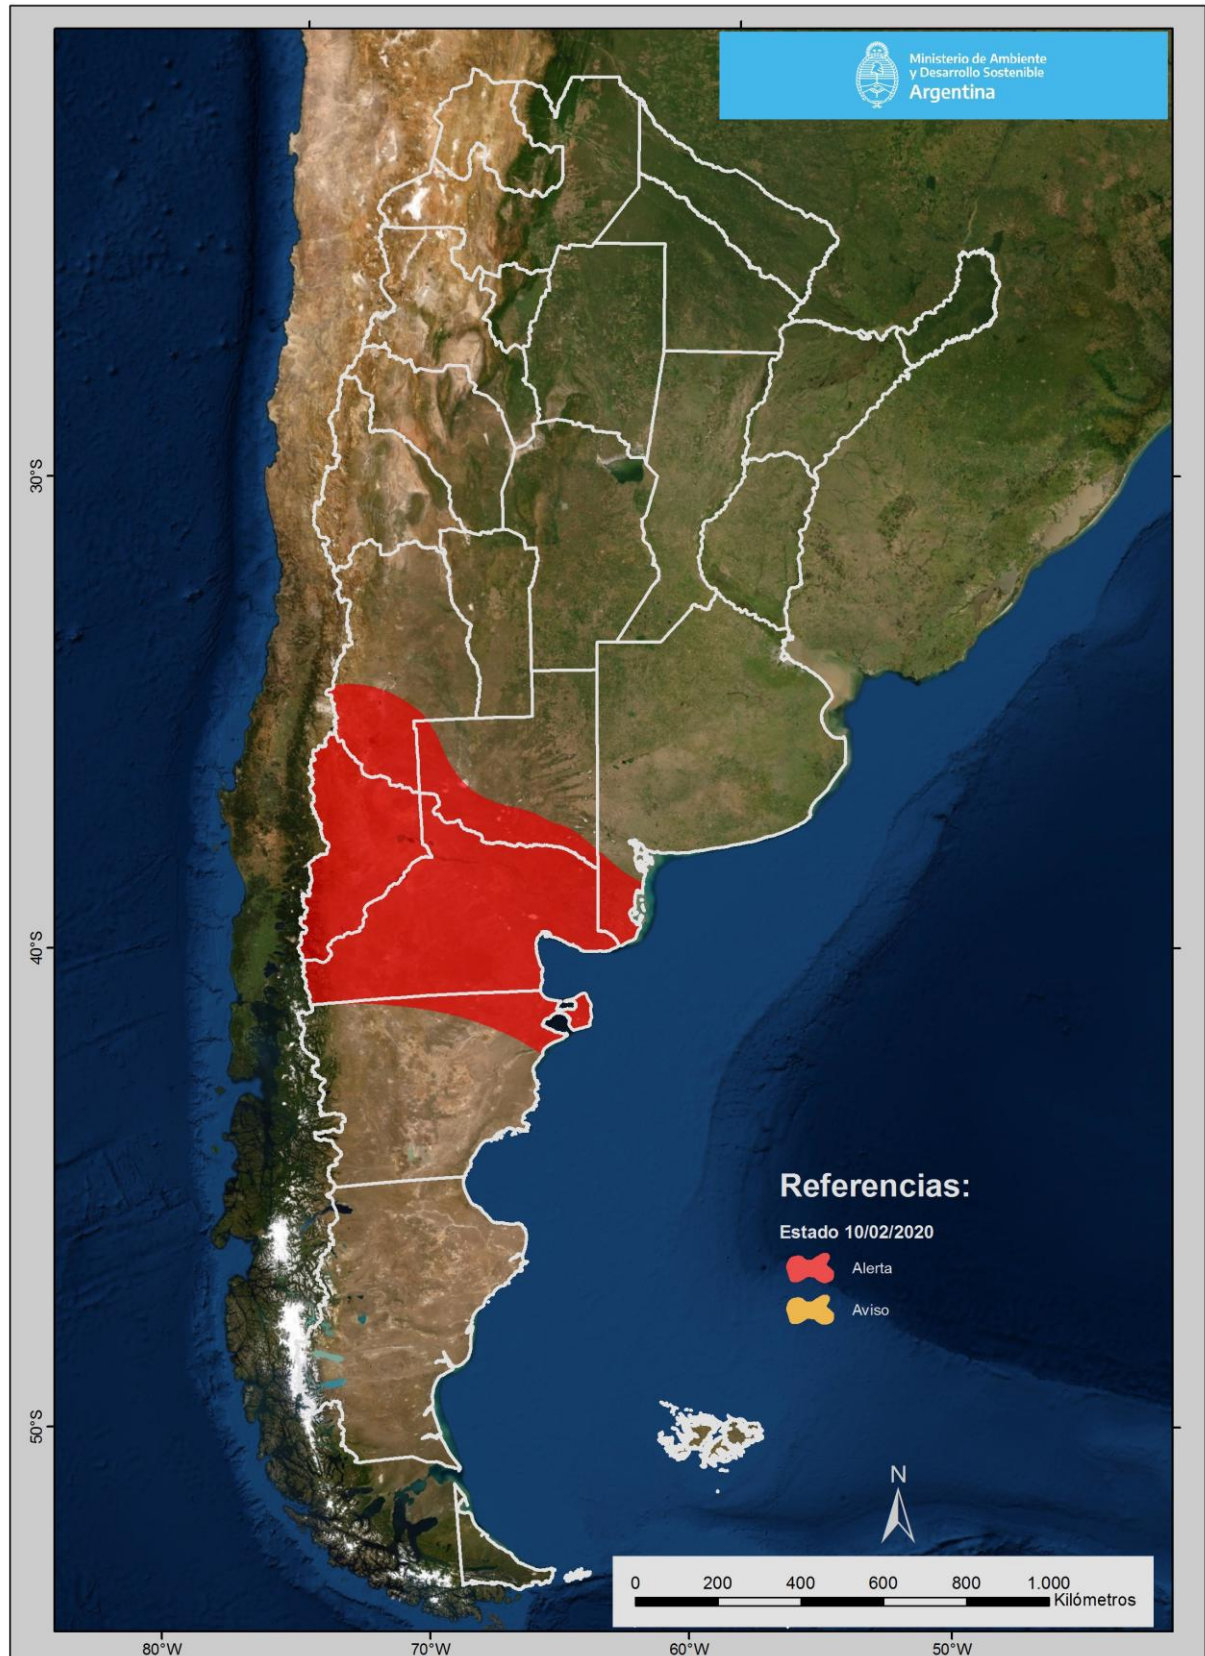 Ministerio de Ambiente
y Desarrollo Sostenible
Argentina
30°S
40°S
Referencias:
Estado 10/02/2020
Alerta
Aviso
50°S
N
0 200 400 600 800 1.000
Kilómetros
80°W 70°W 60°W 50°W